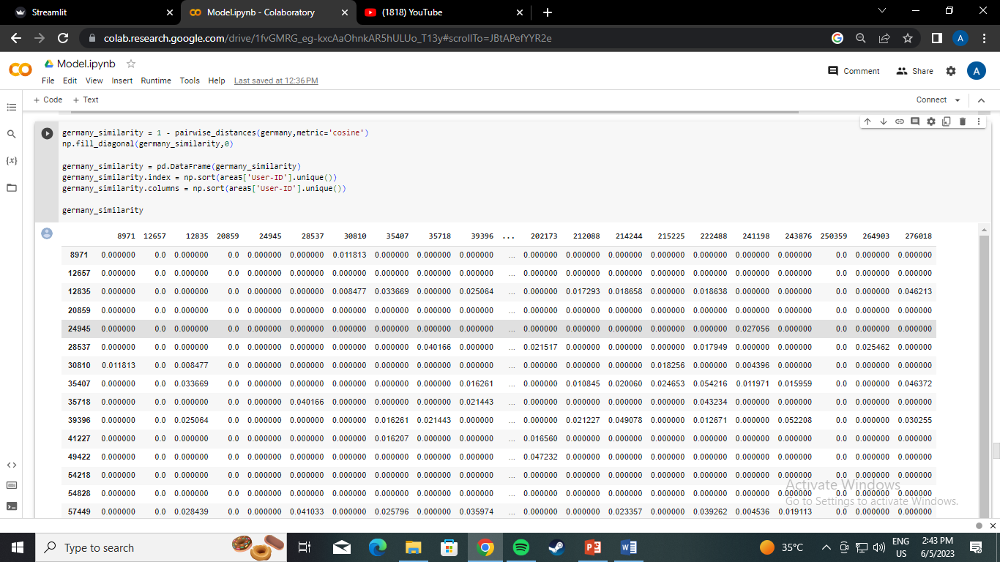 Streamlit
Model.ipynb - Colaboratory
(1818) YouTube
colab.research.google.com/drive/1fvGMRG_eg-kxcAaOhnkAR5hULUo_T13y#scrollTo=JBtAPefYYR2e
A
CO
Model.ipynb
File Edit View Insert Runtime Tools Help Last saved at 12:36 PM
Comment Share A
+ Code + Text
Connect
germany_similarity = 1 - pairwise_distances(germany,metric='cosine')
np.fill_diagonal(germany_similarity,0)
germany_similarity = pd.DataFrame(germany_similarity)
germany_similarity.index = np.sort(area5['User-ID'].unique())
germany_similarity.columns = np.sort(area5['User-ID'].unique())
germany_similarity
8971 12657 12835 20859 24945 28537 30810 35407 35718 39396 ... 202173 212088 214244 215225 222488 241198 243876 250359 264903 276018
8971 0.000000 0.0 0.000000 0.0 0.000000 0.000000 0.011813 0.000000 0.000000 0.000000 ... 0.000000 0.000000 0.000000 0.000000 0.000000 0.000000 0.000000 0.0 0.000000 0.000000
12657 0.000000 0.0 0.000000 0.0 0.000000 0.000000 0.000000 0.000000 0.000000 0.000000 ... 0.000000 0.000000 0.000000 0.000000 0.000000 0.000000 0.000000 0.0 0.000000 0.000000
12835 0.000000 0.0 0.000000 0.0 0.000000 0.000000 0.008477 0.033669 0.000000 0.025064 ... 0.000000 0.017293 0.018658 0.000000 0.018638 0.000000 0.000000 0.0 0.000000 0.046213
20859 0.000000 0.0 0.000000 0.0 0.000000 0.000000 0.000000 0.000000 0.000000 0.000000 ... 0.000000 0.000000 0.000000 0.000000 0.000000 0.000000 0.000000 0.0 0.000000 0.000000
24945 0.000000 0.0 0.000000 0.0 0.000000 0.000000 0.000000 0.000000 0.000000 0.000000 ... 0.000000 0.000000 0.000000 0.000000 0.000000 0.027056 0.000000 0.0 0.000000 0.000000
28537 0.000000 0.0 0.000000 0.0 0.000000 0.000000 0.000000 0.000000 0.040166 0.000000 ... 0.021517 0.000000 0.000000 0.000000 0.017949 0.000000 0.000000 0.0 0.025462 0.000000
30810 0.011813 0.0 0.008477 0.0 0.000000 0.000000 0.000000 0.000000 0.000000 0.000000 ... 0.000000 0.000000 0.000000 0.018256 0.000000 0.004396 0.000000 0.0 0.000000 0.000000
35407 0.000000 0.0 0.033669 0.0 0.000000 0.000000 0.000000 0.000000 0.000000 0.016261 ... 0.000000 0.010845 0.020060 0.024653 0.054216 0.011971 0.015959 0.0 0.000000 0.046372
35718 0.000000 0.0 0.000000 0.0 0.000000 0.040166 0.000000 0.000000 0.000000 0.021443 ... 0.000000 0.000000 0.000000 0.000000 0.043234 0.000000 0.000000 0.0 0.000000 0.000000
39396 0.000000 0.0 0.025064 0.0 0.000000 0.000000 0.000000 0.016261 0.021443 0.000000 ... 0.000000 0.021227 0.049078 0.000000 0.012671 0.000000 0.052208 0.0 0.000000 0.030255
41227 0.000000 0.0 0.000000 0.0 0.000000 0.000000 0.000000 0.016207 0.000000 0.000000 ... 0.016560 0.000000 0.000000 0.000000 0.000000 0.000000 0.000000 0.0 0.000000 0.000000
49422 0.000000 0.0 0.000000 0.0 0.000000 0.000000 0.000000 0.000000 0.000000 0.000000 ... 0.047232 0.000000 0.000000 0.000000 0.000000 0.000000 0.000000 0.0 0.000000 0.000000
54218 0.000000 0.0 0.000000 0.0 0.000000 0.000000 0.000000 0.000000 0.000000 0.000000 ... 0.000000 0.000000 0.000000 0.000000 0.000000 0.000000 0.000000 0.0 0.000000 0.000000
54828 0.000000 0.0 0.000000 0.0 0.000000 0.000000 0.000000 0.000000 0.000000 0.000000 ... 0.000000 0.000000 0.000000 0.000000 0.000000 0.000000 0.000000 0.0 0.000000 0.000000
57449 0.000000 0.0 0.028439 0.0 0.000000 0.041033 0.000000 0.025796 0.000000 0.035974 ... 0.000000 0.000000 0.023357 0.000000 0.039262 0.004536 0.019113 0.0 0.000000 0.000000
Activate Windows
Go to Settings to activate Windows.
Type to search
35°C
ENG
US
2:43 PM
6/5/2023